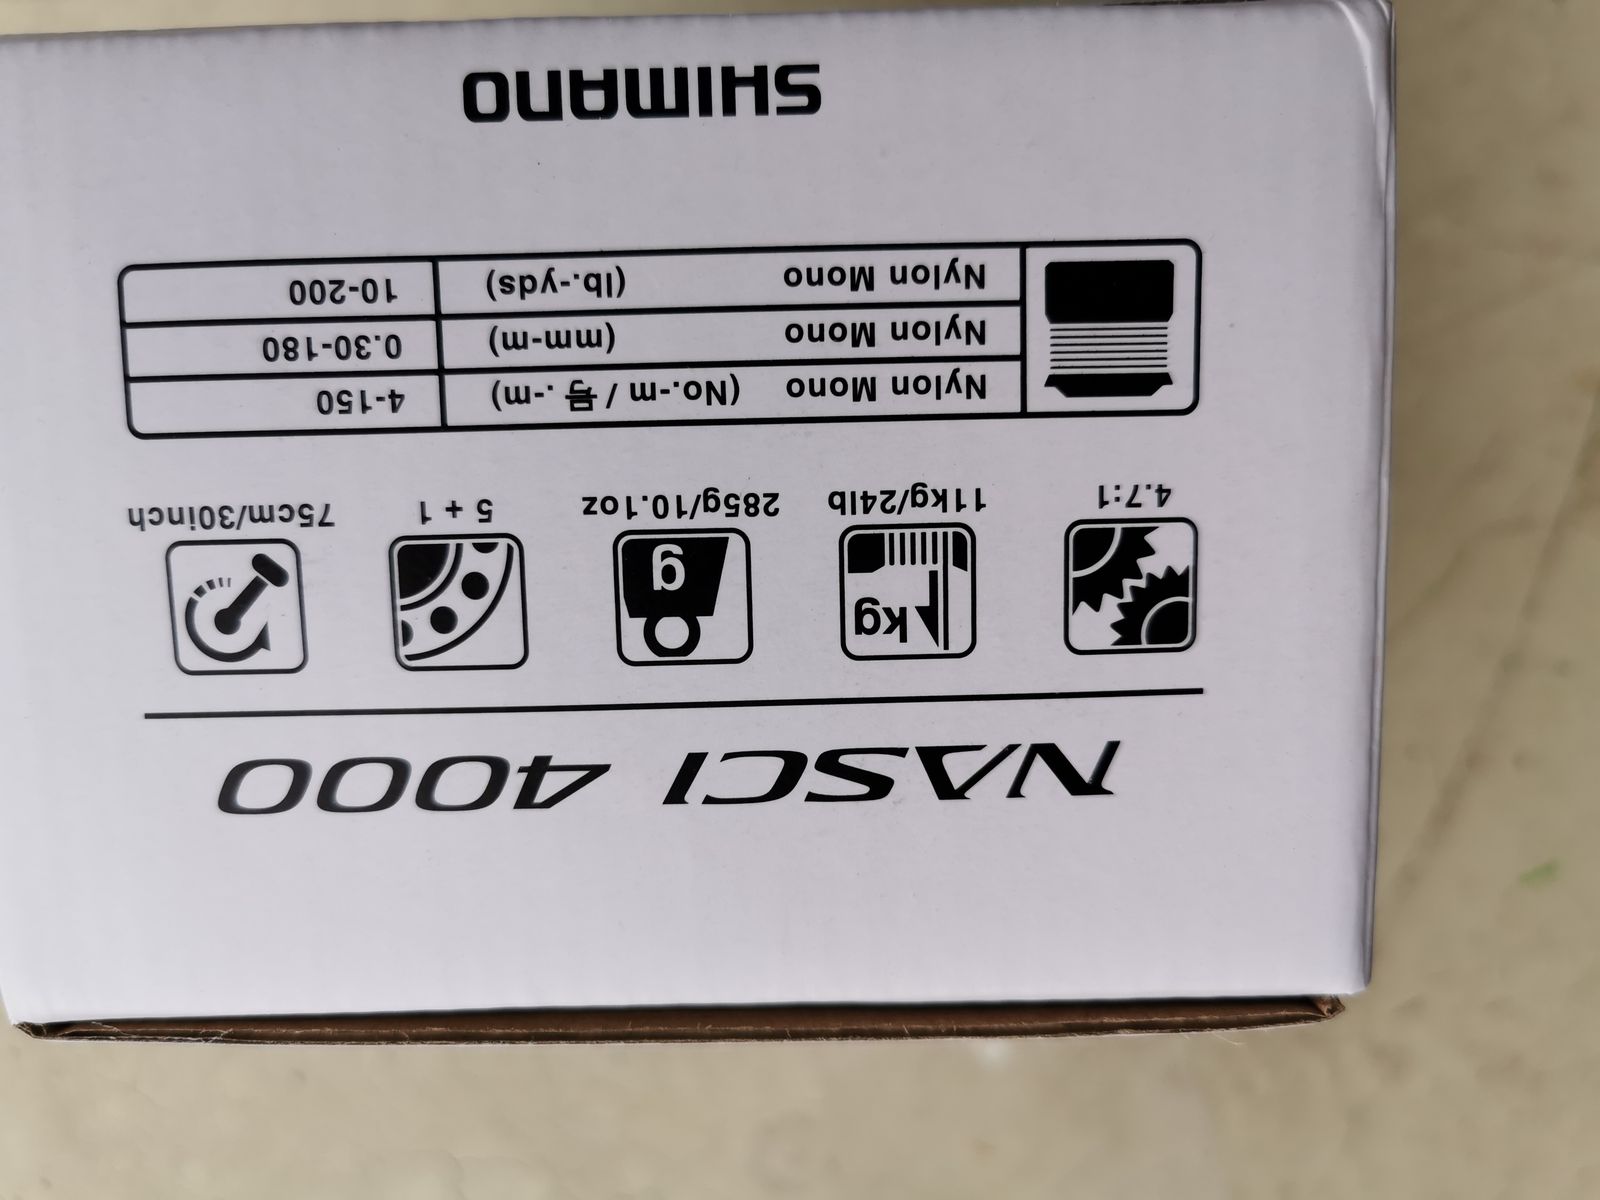 NASCI 4000
kg
g
4.7:1
11kg/24lb
285g/10.1oz
5 + 1
75cm/30inch
Nylon Mono (No.-m / 号.-m) 4-150
Nylon Mono (mm-m) 0.30-180
Nylon Mono (lb.-yds) 10-200
SHIMANO